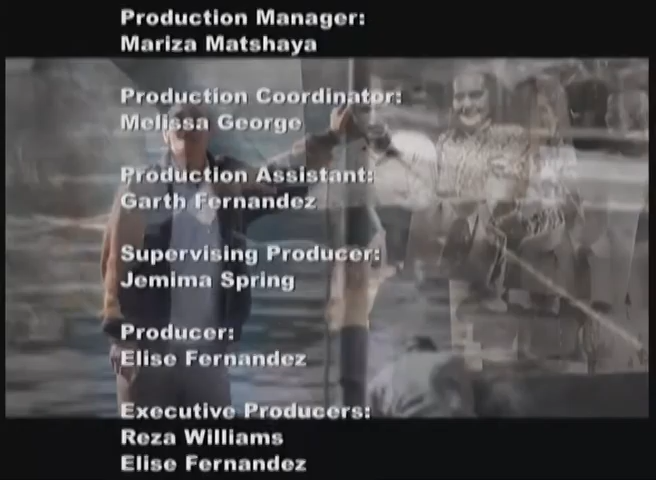 Production Manager:
Mariza Matshaya
Production Coordinator:
Melissa George
Production Assistant:
Garth Fernandez
Supervising Producer:
Jemima Spring
Producer:
Elise Fernandez
Executive Producers:
Reza Williams
Elise Fernandez